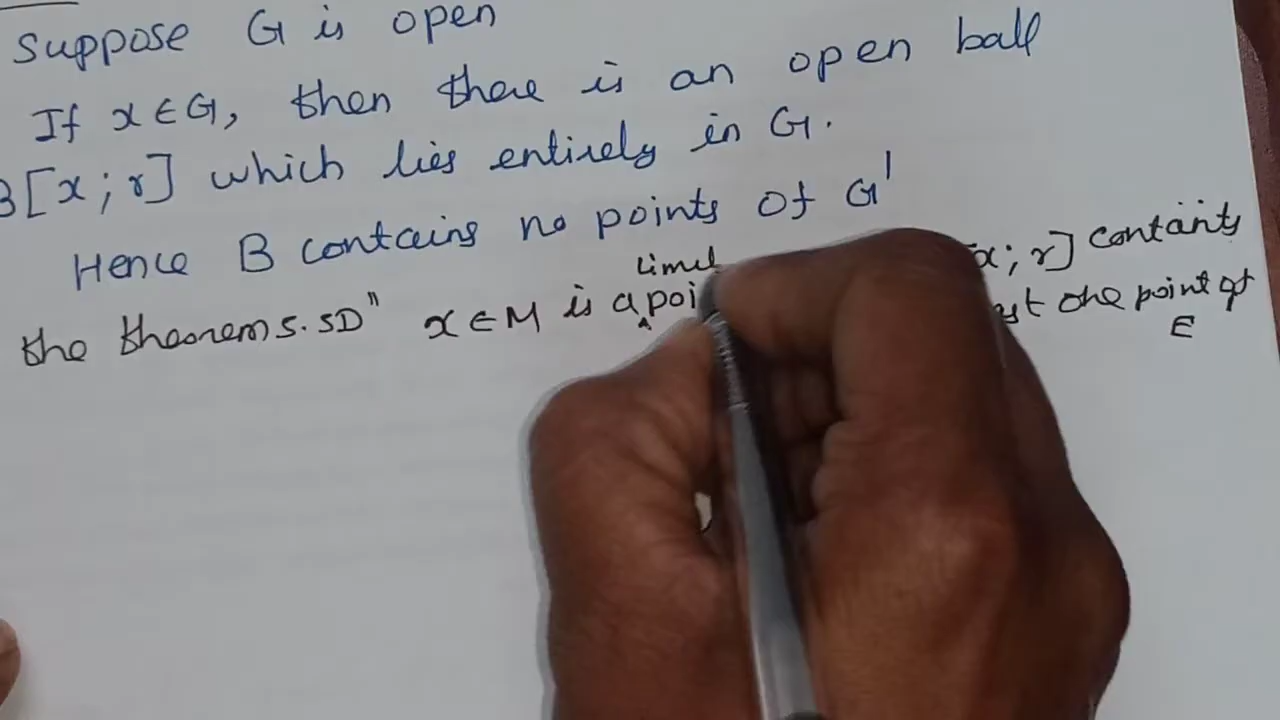 Suppose G is open
If x ∈ G, then there is an open ball
B[x ; r] which lies entirely in G.
Hence B contains no points of G'
x ; r] contains
limit
the theorem 5.5D" x ∈ M is a poi one point of
E